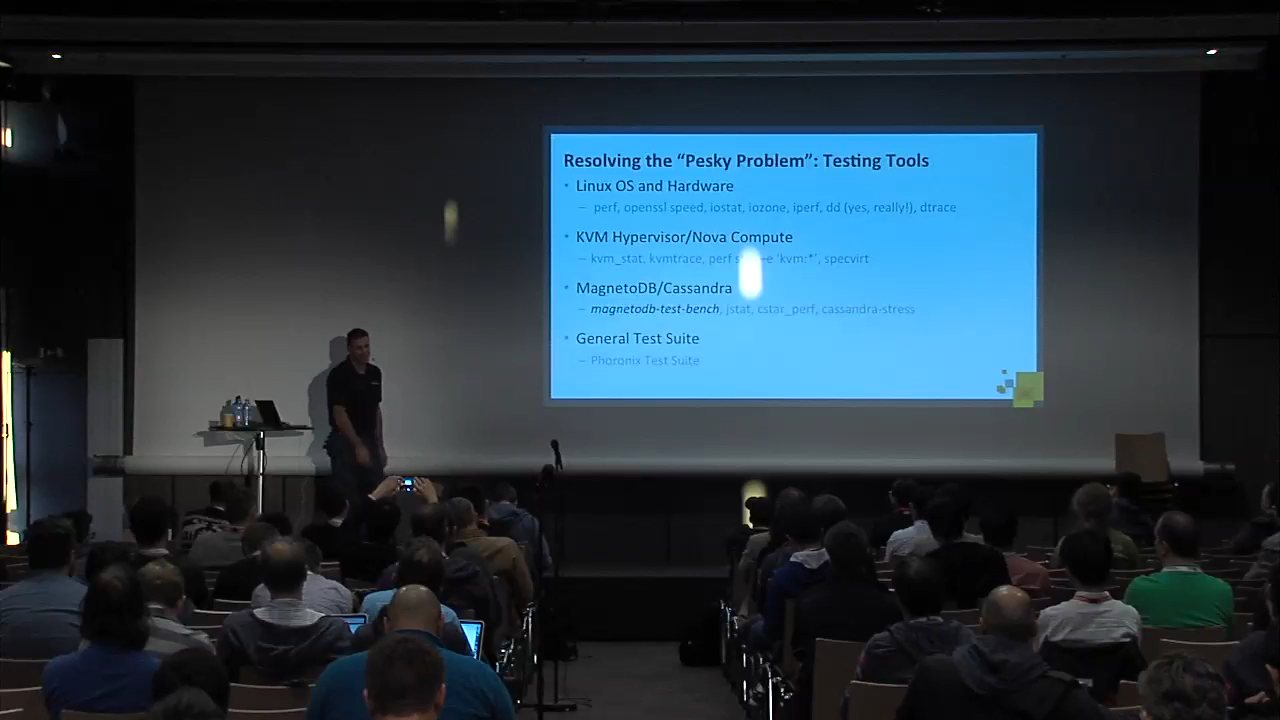 Resolving the “Pesky Problem”: Testing Tools
• Linux OS and Hardware
– perf, openssl speed, iostat, iozone, iperf, dd (yes, really!), dtrace
• KVM Hypervisor/Nova Compute
– kvm_stat, kvmtrace, perf -e 'kvm:*', specvirt
• MagnetoDB/Cassandra
– magnetodb-test-bench, jstat, cstar_perf, cassandra-stress
• General Test Suite
– Phoronix Test Suite